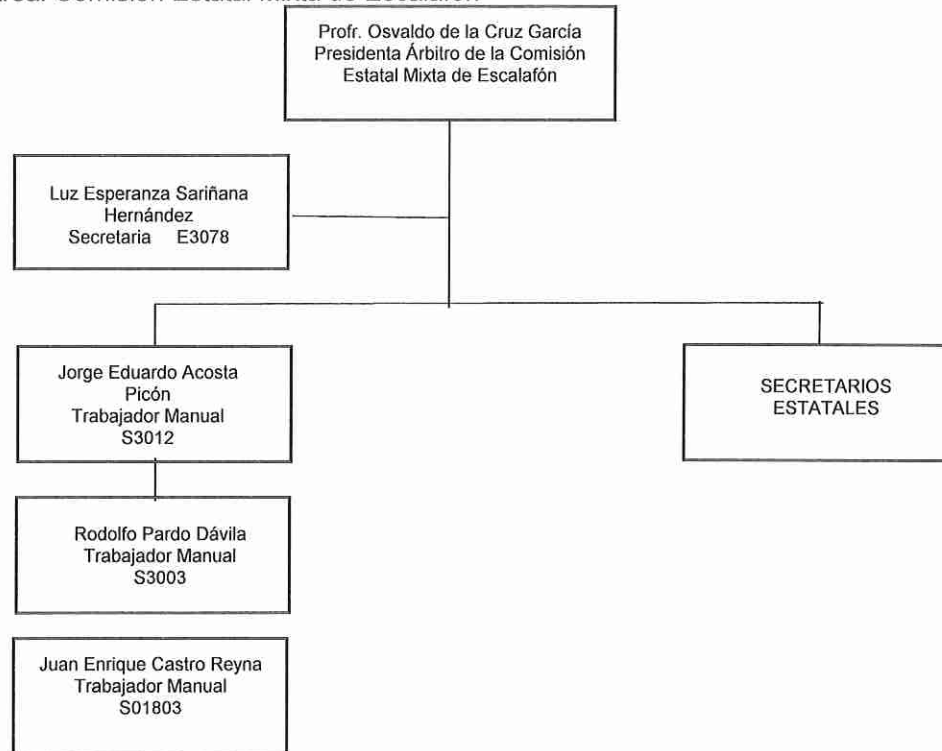 Profr. Osvaldo de la Cruz García
Presidenta Árbitro de la Comisión
Estatal Mixta de Escalafón
Luz Esperanza Sariñana
Hernández
Secretaria E3078
Jorge Eduardo Acosta
Picón
Trabajador Manual
S3012
SECRETARIOS
ESTATALES
Rodolfo Pardo Dávila
Trabajador Manual
S3003
Juan Enrique Castro Reyna
Trabajador Manual
S01803